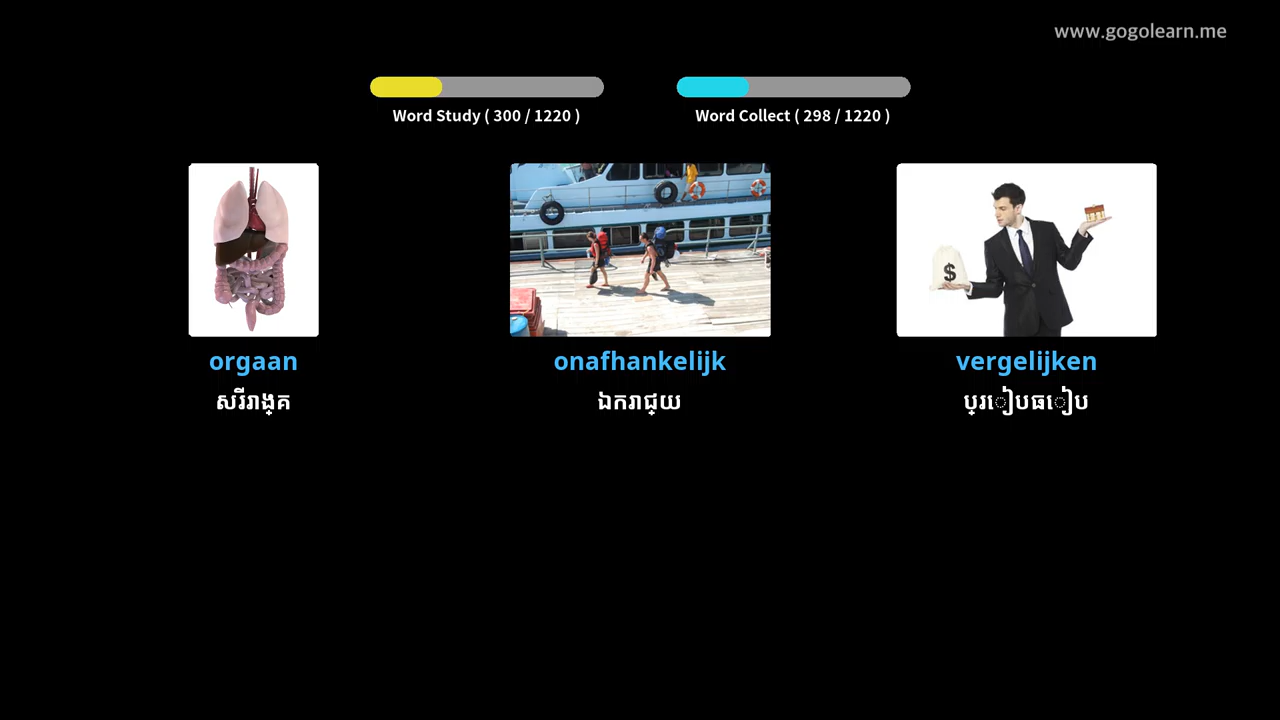 www.gogolearn.me
Word Study ( 300 / 1220 )
Word Collect ( 298 / 1220 )
$
orgaan
onafhankelijk
vergelijken
សរីរាង្គ
ឯករាជ្យ
ប្រៀបធៀប